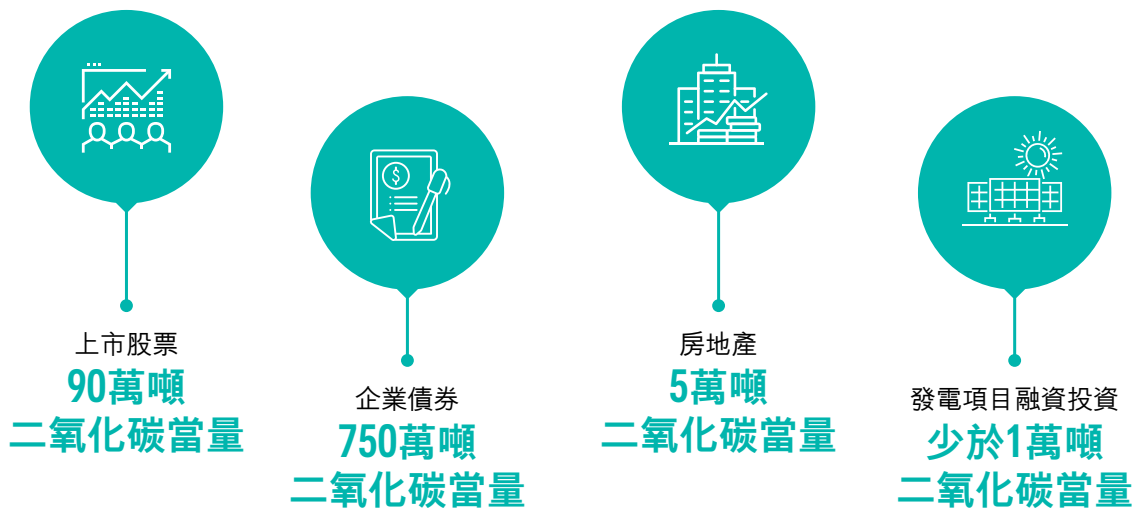 上市股票
90萬噸
二氧化碳當量
企業債券
750萬噸
二氧化碳當量
房地產
5萬噸
二氧化碳當量
發電項目融資投資
少於1萬噸
二氧化碳當量